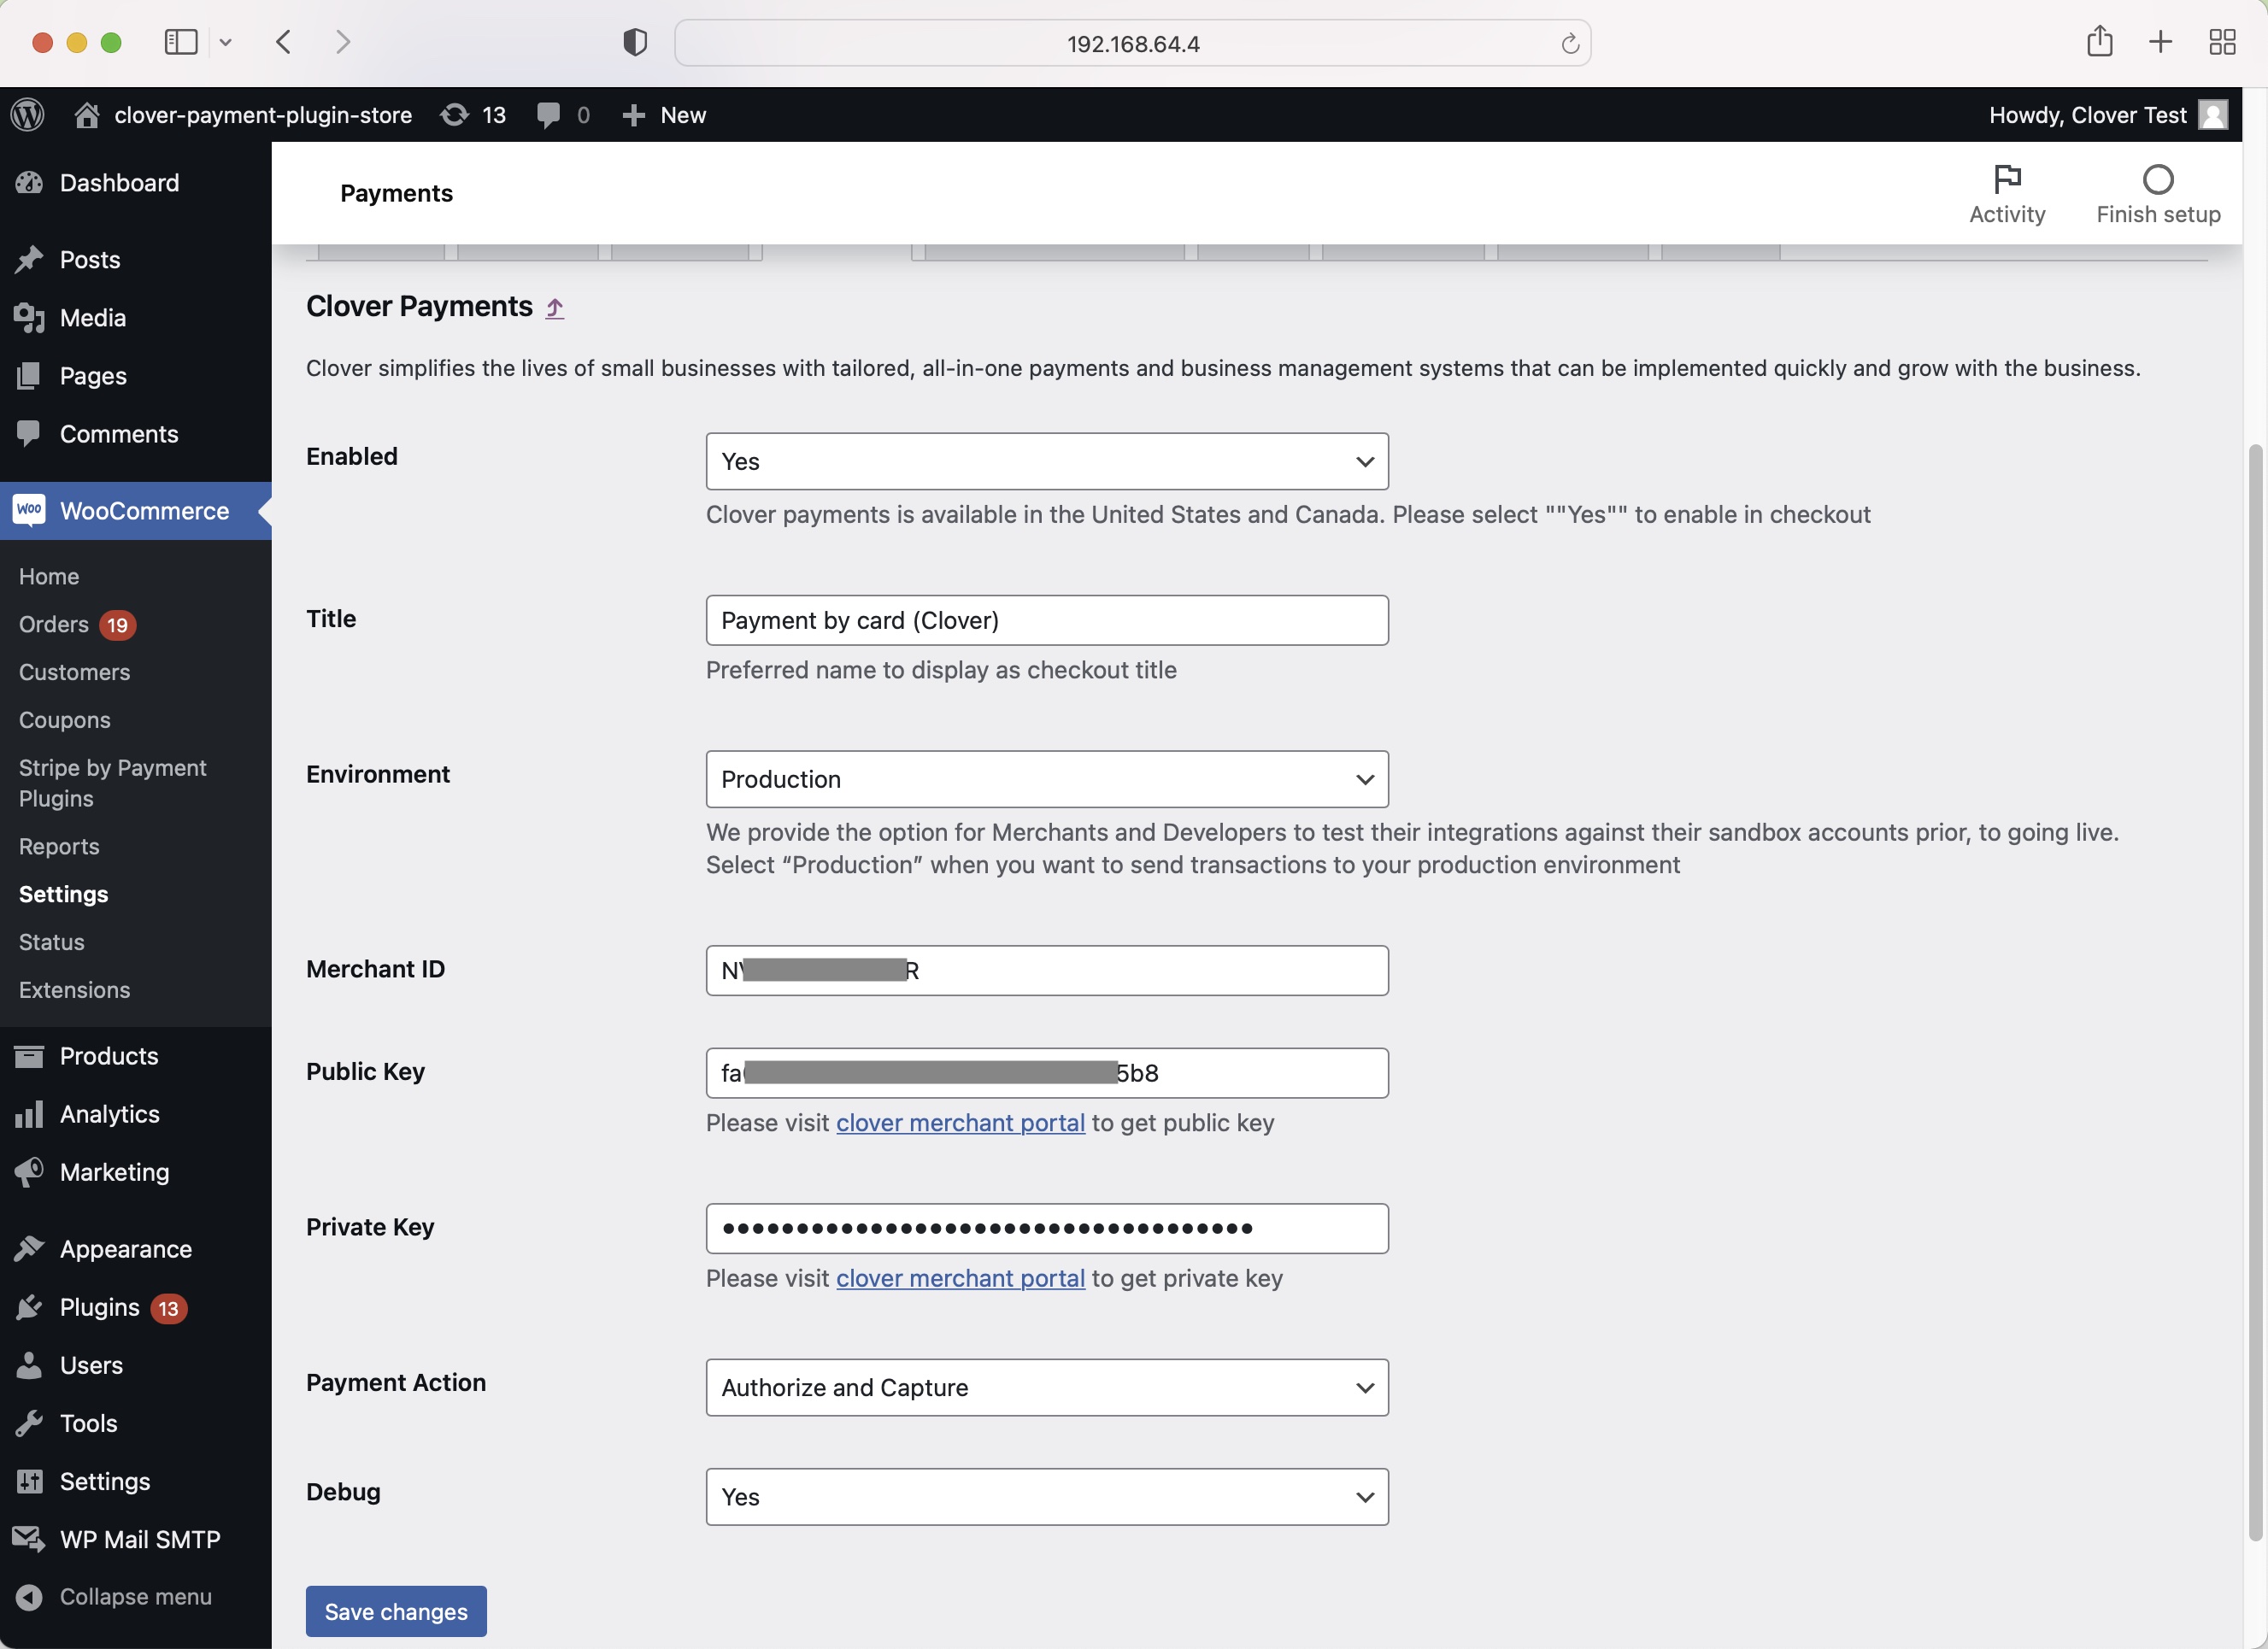 192.168.64.4
clover-payment-plugin-store 13 0 New
Howdy, Clover Test
Dashboard
Posts
Media
Pages
Comments
Woo WooCommerce
Home
Orders 19
Customers
Coupons
Stripe by Payment
Plugins
Reports
Settings
Status
Extensions
Products
Analytics
Marketing
Appearance
Plugins 13
Users
Tools
Settings
WP Mail SMTP
Collapse menu
Payments
Activity
Finish setup
Clover Payments
Clover simplifies the lives of small businesses with tailored, all-in-one payments and business management systems that can be implemented quickly and grow with the business.
Enabled
Yes
Clover payments is available in the United States and Canada. Please select ""Yes"" to enable in checkout
Title
Payment by card (Clover)
Preferred name to display as checkout title
Environment
Production
We provide the option for Merchants and Developers to test their integrations against their sandbox accounts prior, to going live.
Select “Production” when you want to send transactions to your production environment
Merchant ID
N R
Public Key
fa 5b8
Please visit clover merchant portal to get public key
Private Key
Please visit clover merchant portal to get private key
Payment Action
Authorize and Capture
Debug
Yes
Save changes